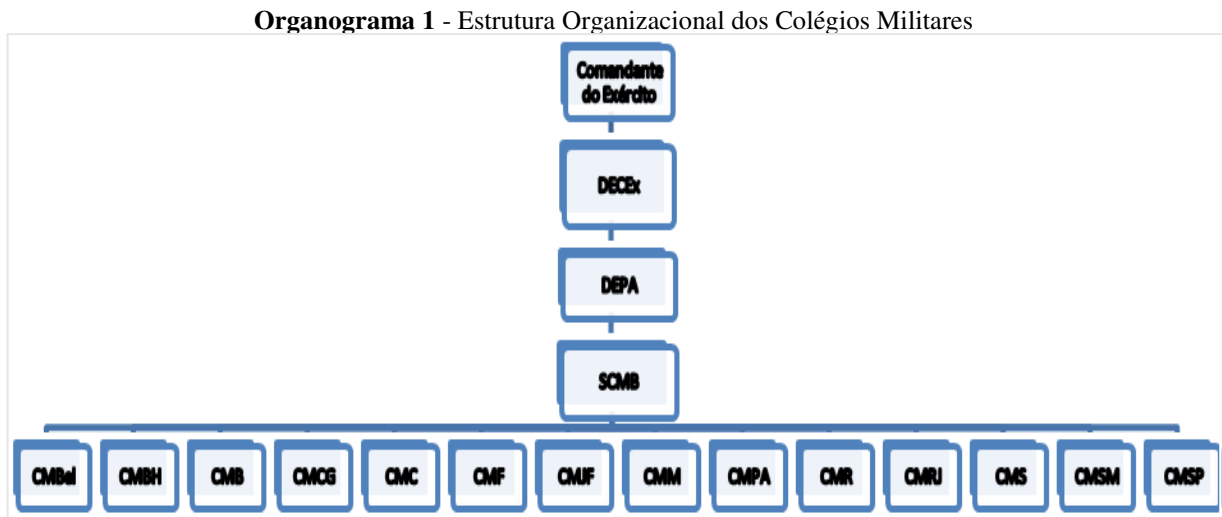 Organograma 1 - Estrutura Organizacional dos Colégios Militares
Comandante
do Exército
DECEx
DEPA
SCMB
CMBel CMBH CMB CMCG CMC CMF CMJF CMM CMPA CMR CMRJ CMS CMSM CMSP